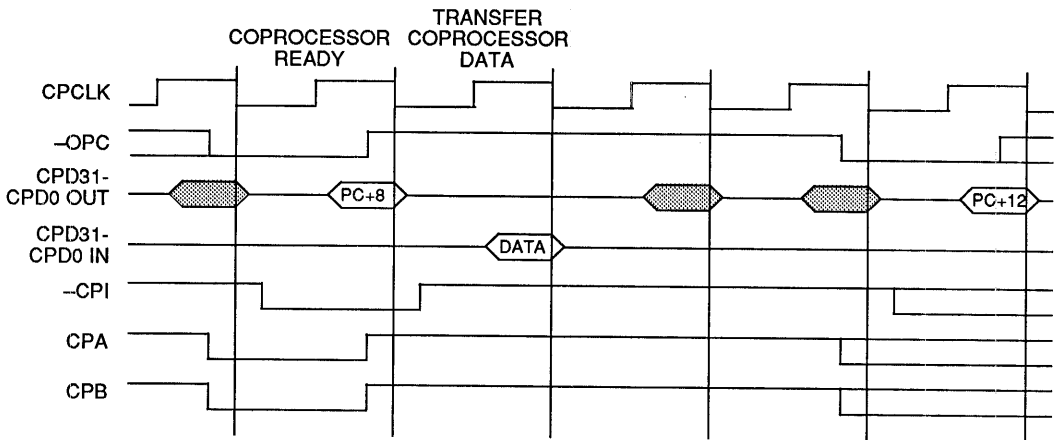 COPROCESSOR
READY
TRANSFER
COPROCESSOR
DATA
CPCLK
–OPC
CPD31-
CPD0 OUT
PC+8
PC+12
CPD31-
CPD0 IN
DATA
–CPI
CPA
CPB